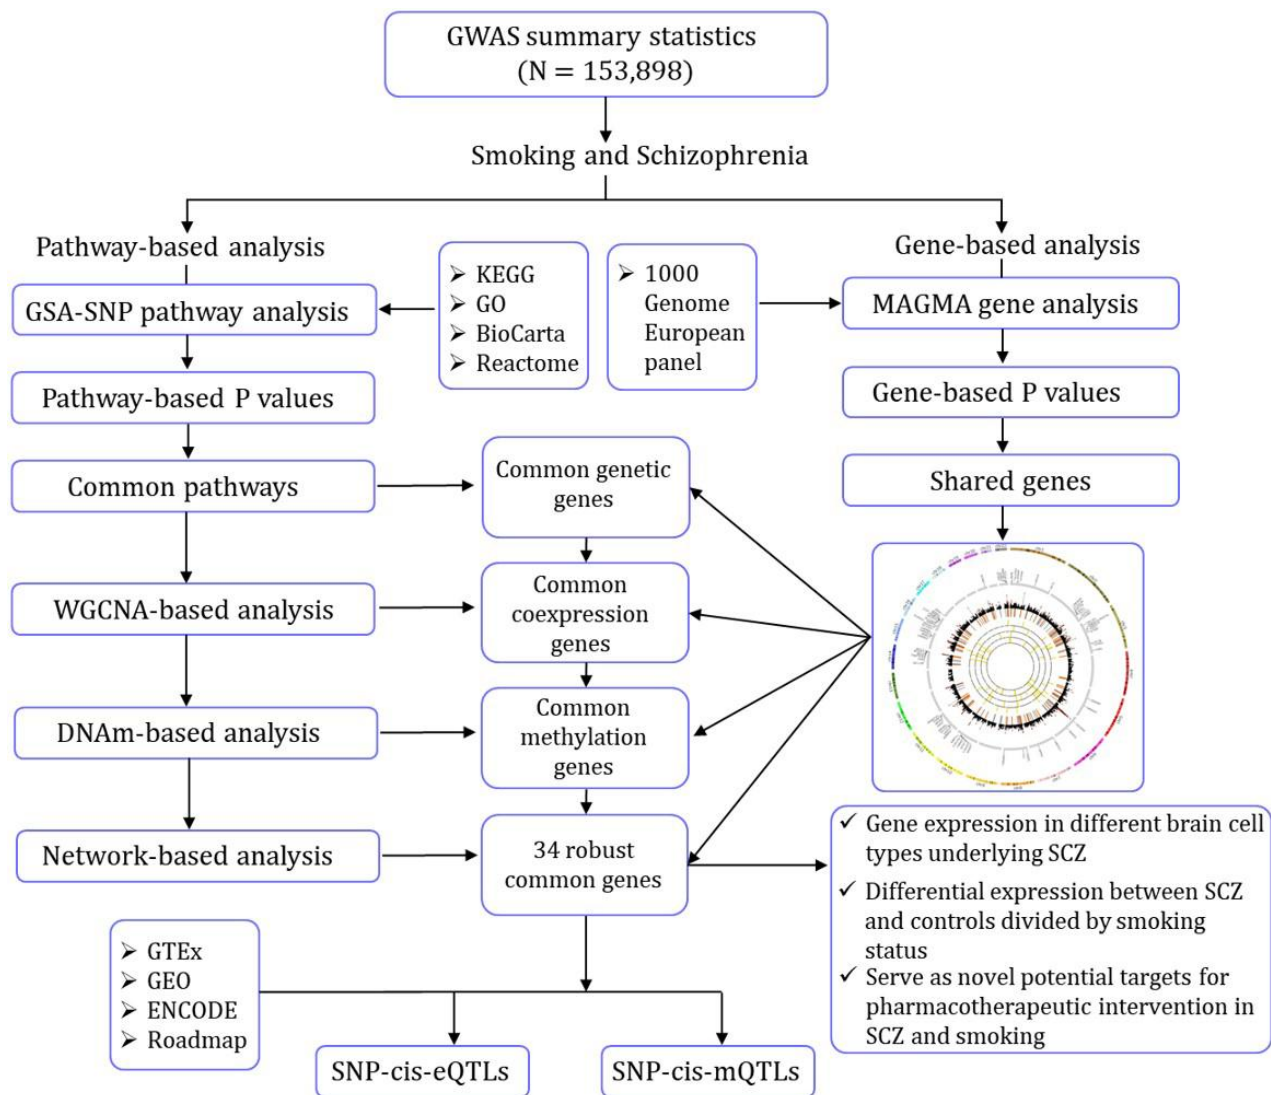 GWAS summary statistics
(N = 153,898)
Smoking and Schizophrenia
Pathway-based analysis
Gene-based analysis
GSA-SNP pathway analysis
➢ KEGG
➢ GO
➢ BioCarta
➢ Reactome
➢ 1000
Genome
European
panel
MAGMA gene analysis
Pathway-based P values
Gene-based P values
Common pathways
Common genetic
genes
Shared genes
WGCNA-based analysis
Common
coexpression
genes
DNAm-based analysis
Common
methylation
genes
Network-based analysis
34 robust
common genes
✓ Gene expression in different brain cell
types underlying SCZ
✓ Differential expression between SCZ
and controls divided by smoking
status
✓ Serve as novel potential targets for
pharmacotherapeutic intervention in
SCZ and smoking
➢ GTEx
➢ GEO
➢ ENCODE
➢ Roadmap
SNP-cis-eQTLs
SNP-cis-mQTLs